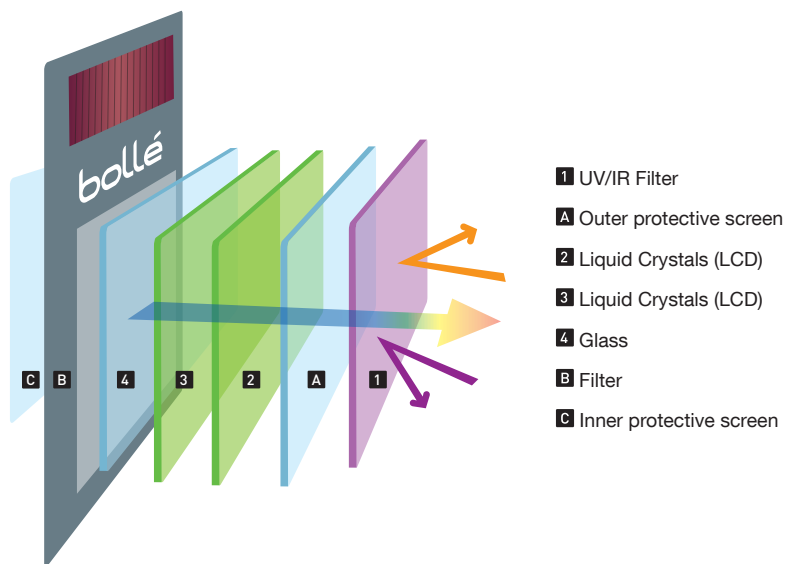 bollé
C B 4 3 2 A 1
1 UV/IR Filter
A Outer protective screen
2 Liquid Crystals (LCD)
3 Liquid Crystals (LCD)
4 Glass
B Filter
C Inner protective screen